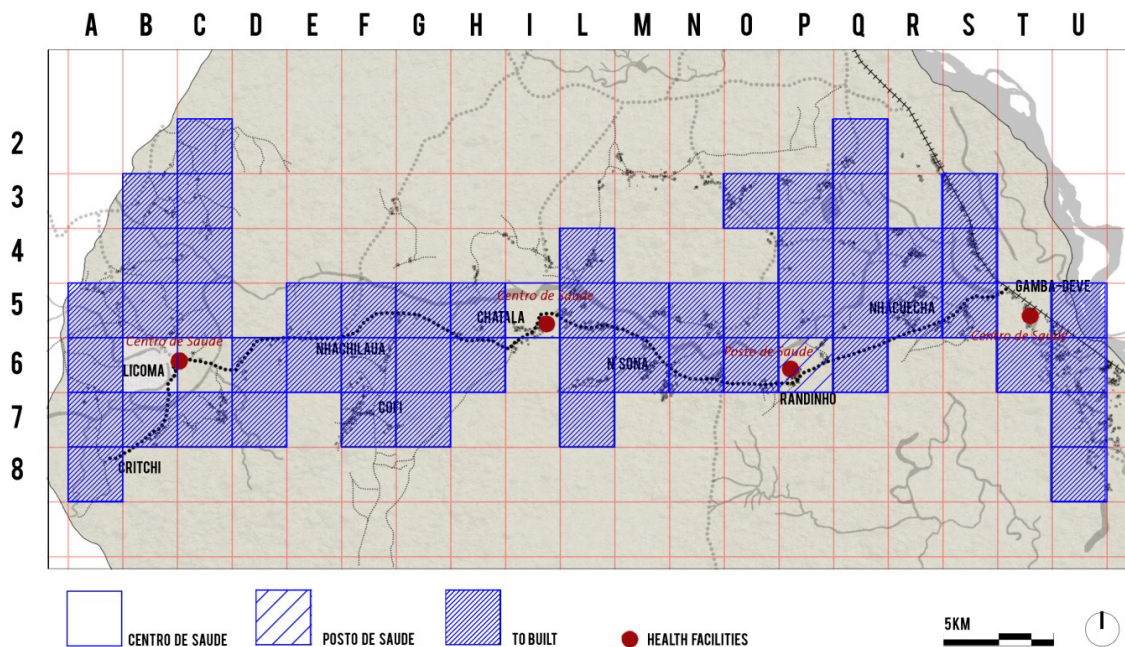 A B C D E F G H I L M N O P Q R S T U
2
3
4
5
6
7
8
GAMBA-DEVE
Centro de Saude
CHATALA
NHACUECHA
Centro de Saude
Centro de Saude
NHACHILAUA
Posto de Saude
LICOMA
N'SONA
RANDINHO
COFI
CRITCHI
CENTRO DE SAUDE
POSTO DE SAUDE
TO BUILT
HEALTH FACILITIES
5KM